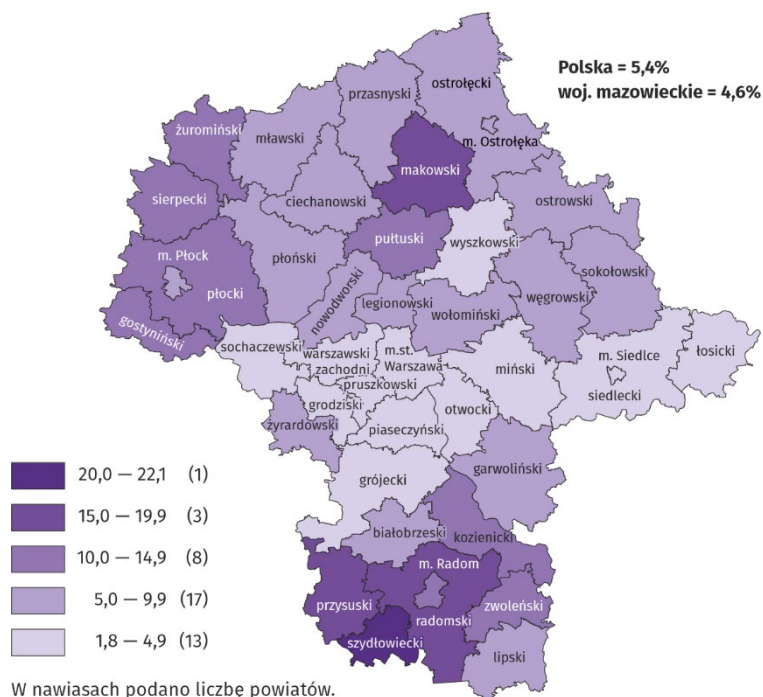 Polska = 5,4%
woj. mazowieckie = 4,6%
ostrołęcki
przasnyski
żuromiński
mławski
m. Ostrołęka
makowski
sierpecki
ciechanowski
ostrowski
pułtuski
wyszkowski
m. Płock
płoński
sokołowski
płocki
nowodworski
legionowski
węgrowski
wołomiński
gostyniński
sochaczewski
warszawski
zachodni
m.st.
Warszawa
miński
m. Siedlce
łosicki
pruszkowski
siedlecki
grodziski
otwocki
piaseczyński
żyrardowski
garwoliński
grójecki
białobrzeski
kozienicki
m. Radom
przysuski
zwoleński
radomski
szydłowiecki
lipski
20,0 — 22,1 (1)
15,0 — 19,9 (3)
10,0 — 14,9 (8)
5,0 — 9,9 (17)
1,8 — 4,9 (13)
W nawiasach podano liczbę powiatów.